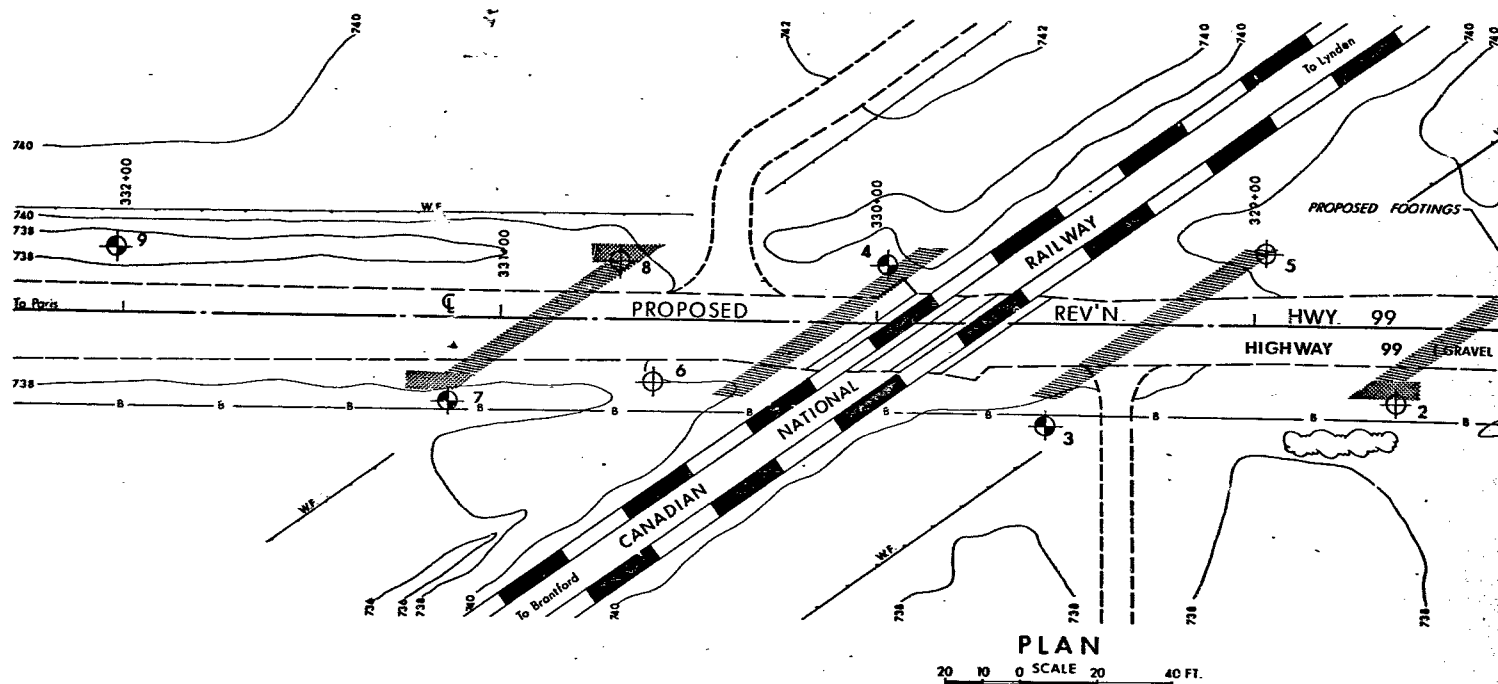 740
742
742
740
740
740
740
To Lynden
740
332+00
330+00
329+00
PROPOSED FOOTINGS
W.F.
740
738
738
9
331+00
8
4
RAILWAY
5
To Paris
℄
PROPOSED
REV'N.
HWY. 99
HIGHWAY 99
GRAVEL
738
6
B
B
B
7
B
B
B
B
B
B
B
2
3
NATIONAL
W.F.
CANADIAN
W.F.
To Brantford
736
736
738
740
740
738
738
738
738
PLAN
SCALE
20 10 0 20 40 FT.